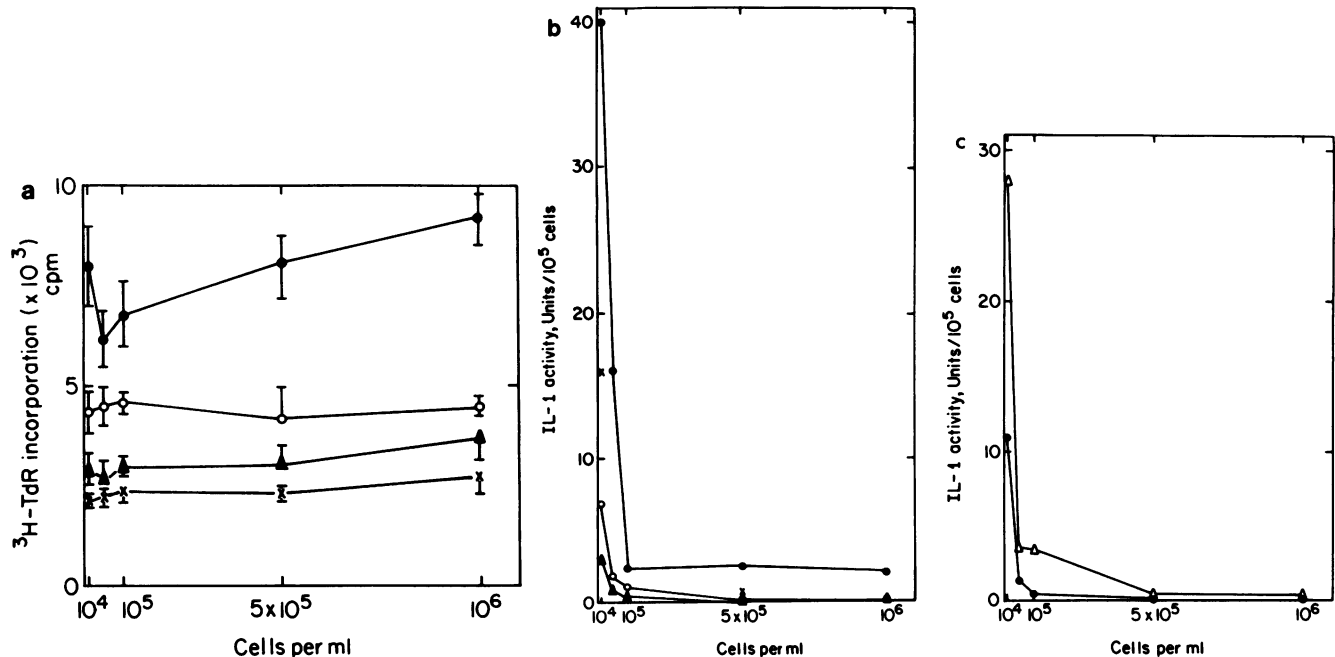 a
10
5
0
³H-TdR incorporation (x 10³)
cpm
10⁴ 10⁵ 5x10⁵ 10⁶
Cells per ml
b
40
30
20
10
0
IL-1 activity, Units/10⁵ cells
10⁴ 10⁵ 5x10⁵ 10⁶
Cells per ml
c
30
20
10
0
IL-1 activity, Units/10⁵ cells
10⁴ 10⁵ 5x10⁵ 10⁶
Cells per ml